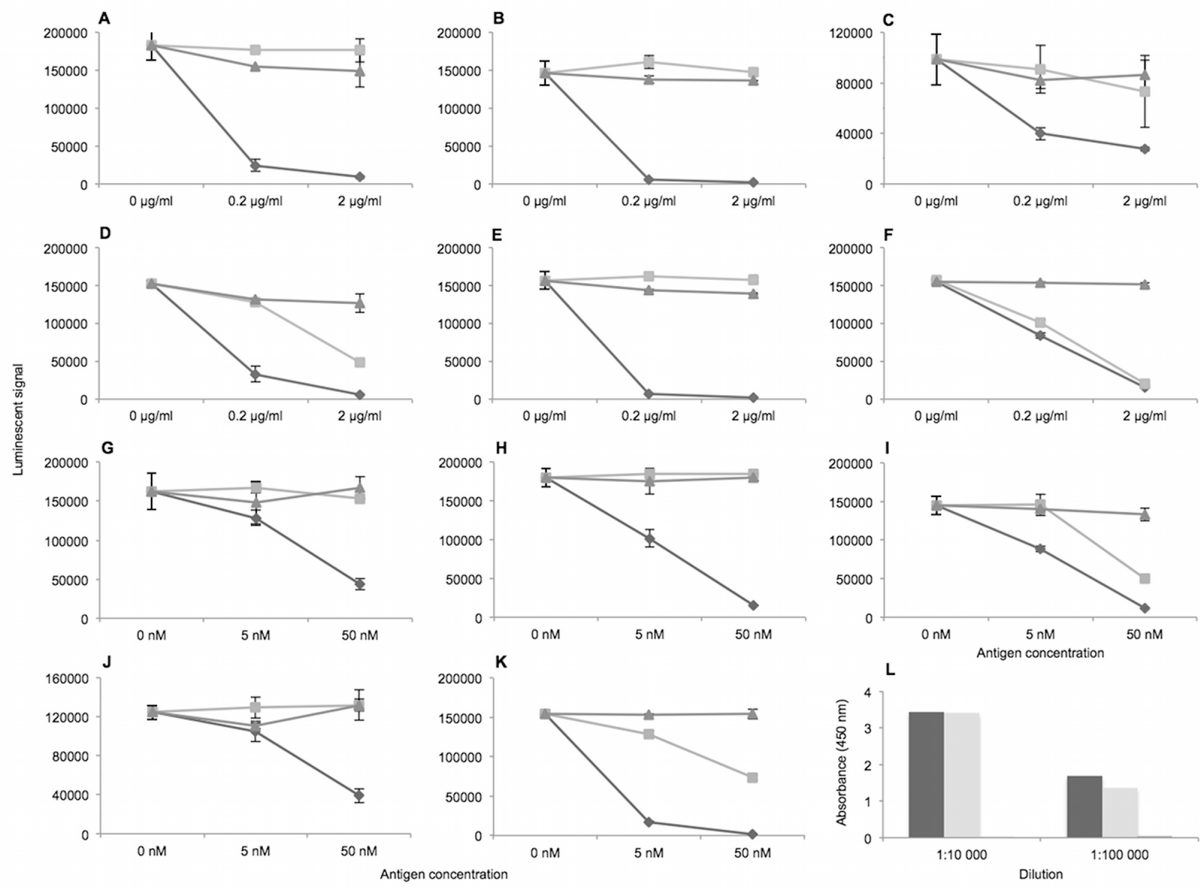 A
200000
150000
100000
50000
0
0 µg/ml 0.2 µg/ml 2 µg/ml
B
200000
150000
100000
50000
0
0 µg/ml 0.2 µg/ml 2 µg/ml
C
120000
80000
40000
0
0 µg/ml 0.2 µg/ml 2 µg/ml
Luminescent signal
D
200000
150000
100000
50000
0
0 µg/ml 0.2 µg/ml 2 µg/ml
E
200000
150000
100000
50000
0
0 µg/ml 0.2 µg/ml 2 µg/ml
F
200000
150000
100000
50000
0
0 µg/ml 0.2 µg/ml 2 µg/ml
G
200000
150000
100000
50000
0
0 nM 5 nM 50 nM
H
200000
150000
100000
50000
0
0 nM 5 nM 50 nM
I
200000
150000
100000
50000
0
0 nM 5 nM 50 nM
Antigen concentration
J
160000
120000
80000
40000
0
0 nM 5 nM 50 nM
K
200000
150000
100000
50000
0
0 nM 5 nM 50 nM
Antigen concentration
L
Absorbance (450 nm)
4
3
2
1
0
1:10 000 1:100 000
Dilution